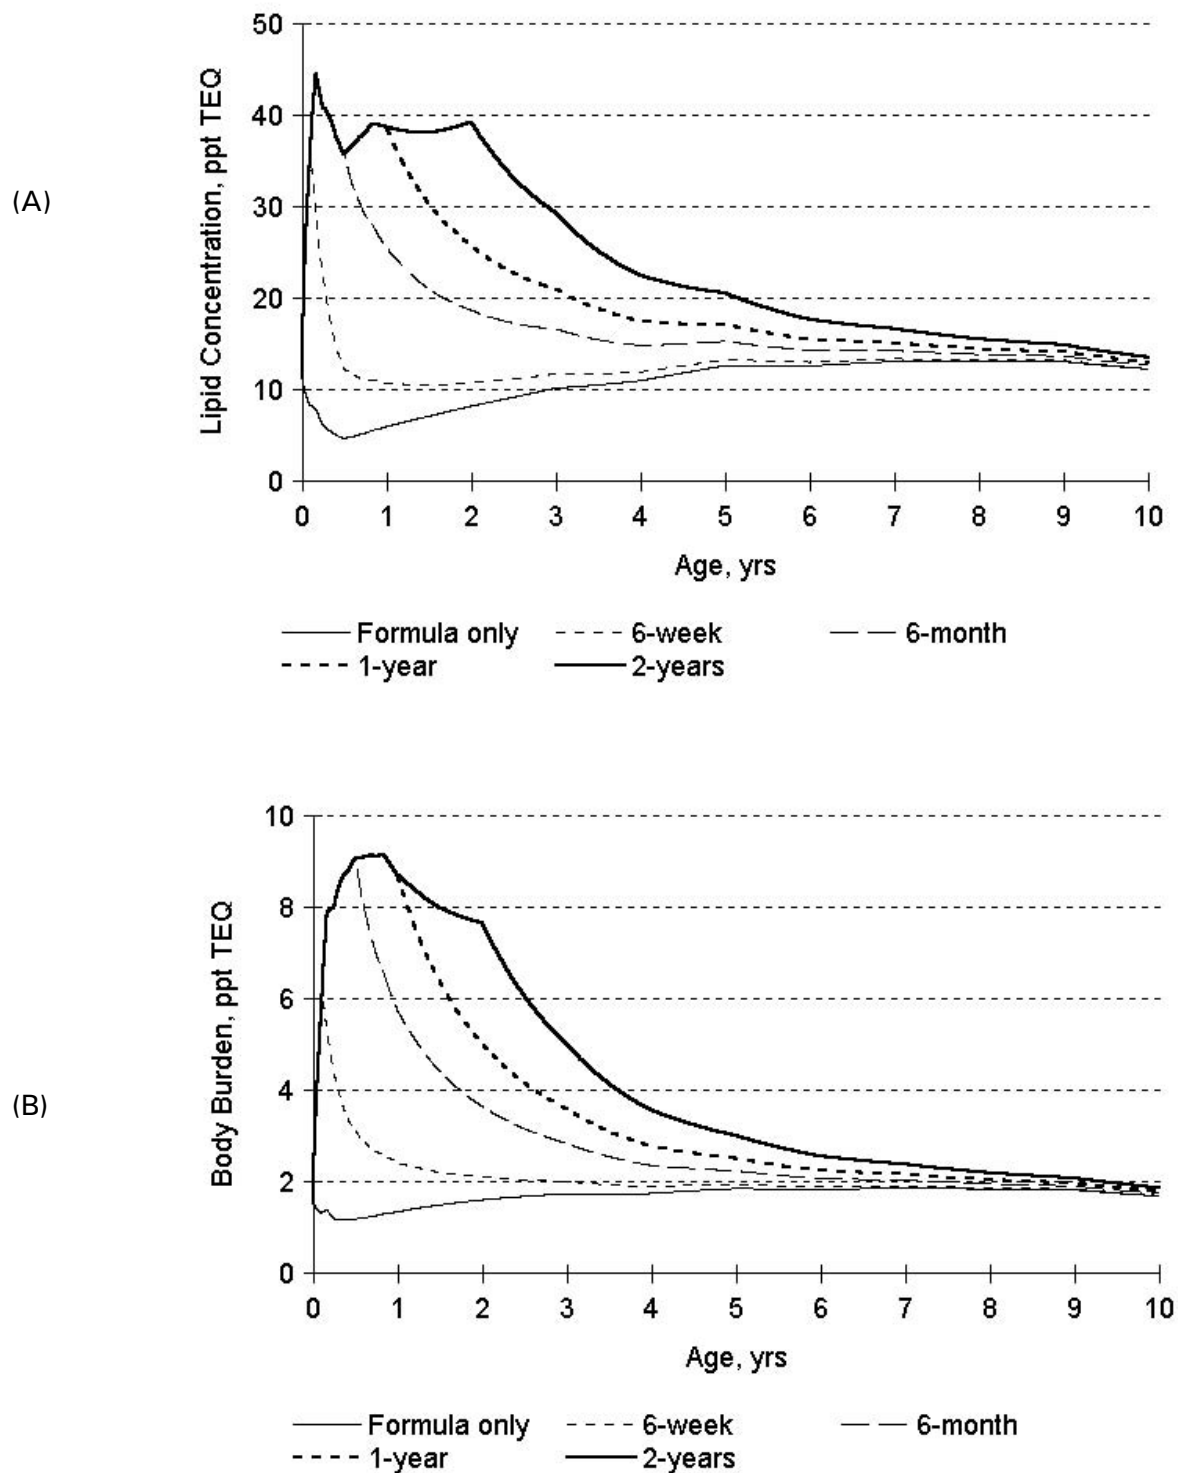 (A)
Lipid Concentration, ppt TEQ
50
40
30
20
10
0
0 1 2 3 4 5 6 7 8 9 10
Age, yrs
Formula only 6-week 6-month
1-year 2-years
(B)
Body Burden, ppt TEQ
10
8
6
4
2
0
0 1 2 3 4 5 6 7 8 9 10
Age, yrs
Formula only 6-week 6-month
1-year 2-years